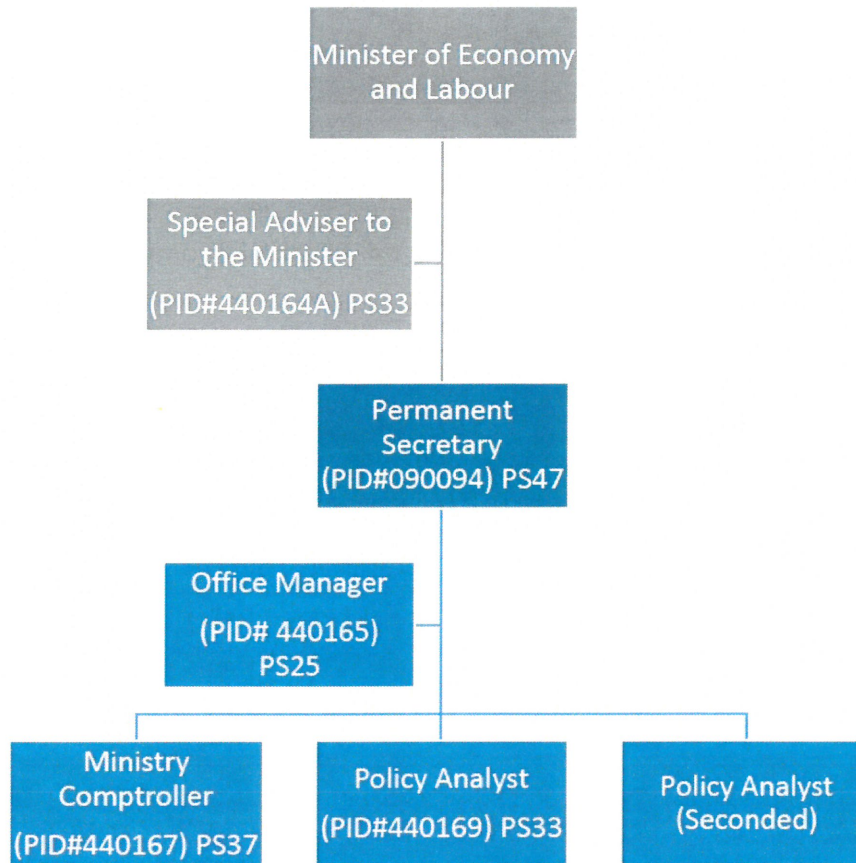 Minister of Economy
and Labour
Special Adviser to
the Minister
(PID#440164A) PS33
Permanent
Secretary
(PID#090094) PS47
Office Manager
(PID# 440165)
PS25
Ministry
Comptroller
(PID#440167) PS37
Policy Analyst
(PID#440169) PS33
Policy Analyst
(Seconded)